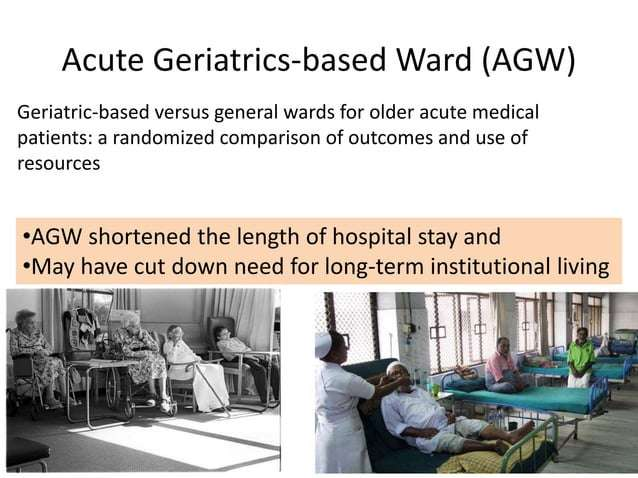 Acute Geriatrics-based Ward (AGW)
Geriatric-based versus general wards for older acute medical
patients: a randomized comparison of outcomes and use of
resources
•AGW shortened the length of hospital stay and
•May have cut down need for long-term institutional living